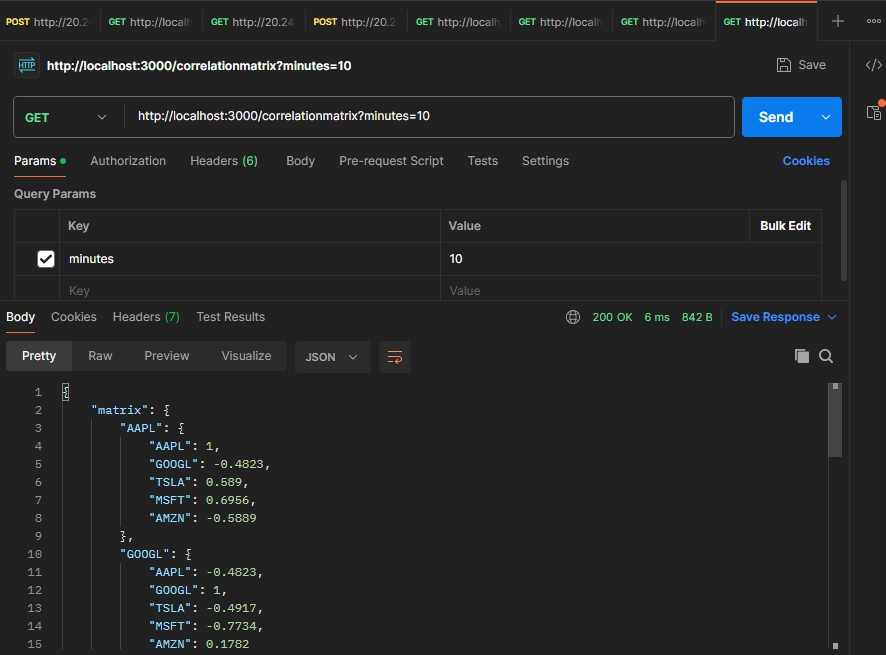 POST http://20.2
GET http://localh
GET http://20.24
POST http://20.2
GET http://localh
GET http://localh
GET http://localh
GET http://localh
HTTP http://localhost:3000/correlationmatrix?minutes=10
Save
GET http://localhost:3000/correlationmatrix?minutes=10
Send
Params Authorization Headers (6) Body Pre-request Script Tests Settings Cookies
Query Params
Key Value Bulk Edit
minutes 10
Key Value
Body Cookies Headers (7) Test Results 200 OK 6 ms 842 B Save Response
Pretty Raw Preview Visualize JSON
1 {
2 "matrix": {
3 "AAPL": {
4 "AAPL": 1,
5 "GOOGL": -0.4823,
6 "TSLA": 0.589,
7 "MSFT": 0.6956,
8 "AMZN": -0.5889
9 },
10 "GOOGL": {
11 "AAPL": -0.4823,
12 "GOOGL": 1,
13 "TSLA": -0.4917,
14 "MSFT": -0.7734,
15 "AMZN": 0.1782